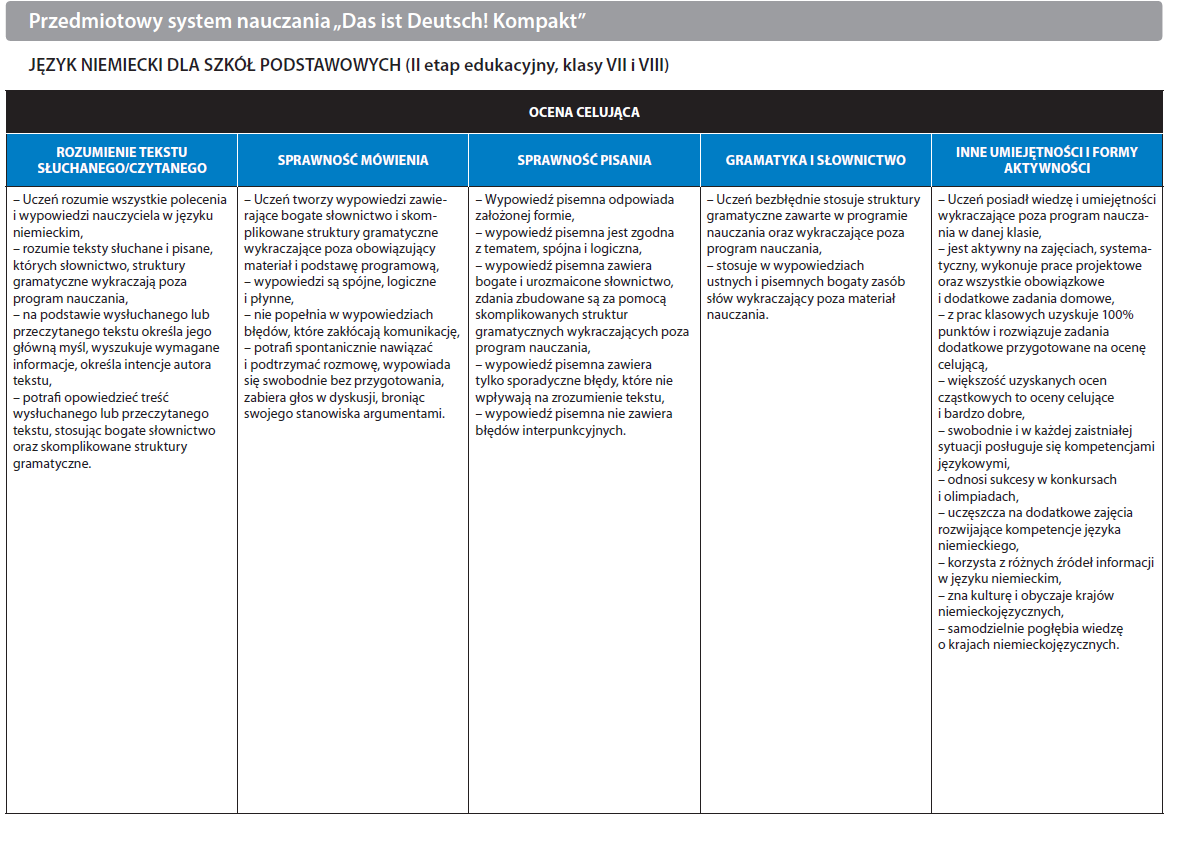 Przedmiotowy system nauczania „Das ist Deutsch! Kompakt”
JĘZYK NIEMIECKI DLA SZKÓŁ PODSTAWOWYCH (II etap edukacyjny, klasy VII i VIII)
OCENA CELUJĄCA
ROZUMIENIE TEKSTU
SŁUCHANEGO/CZYTANEGO
SPRAWNOŚĆ MÓWIENIA
SPRAWNOŚĆ PISANIA
GRAMATYKA I SŁOWNICTWO
INNE UMIEJĘTNOŚCI I FORMY
AKTYWNOŚCI
– Uczeń rozumie wszystkie polecenia
i wypowiedzi nauczyciela w języku
niemieckim,
– rozumie teksty słuchane i pisane,
których słownictwo, struktury
gramatyczne wykraczają poza
program nauczania,
– na podstawie wysłuchanego lub
przeczytanego tekstu określa jego
główną myśl, wyszukuje wymagane
informacje, określa intencje autora
tekstu,
– potrafi opowiedzieć treść
wysłuchanego lub przeczytanego
tekstu, stosując bogate słownictwo
oraz skomplikowane struktury
gramatyczne.
– Uczeń tworzy wypowiedzi zawie-
rające bogate słownictwo i skom-
plikowane struktury gramatyczne
wykraczające poza obowiązujący
materiał i podstawę programową,
– wypowiedzi są spójne, logiczne
i płynne,
– nie popełnia w wypowiedziach
błędów, które zakłócają komunikację,
– potrafi spontanicznie nawiązać
i podtrzymać rozmowę, wypowiada
się swobodnie bez przygotowania,
zabiera głos w dyskusji, broniąc
swojego stanowiska argumentami.
– Wypowiedź pisemna odpowiada
założonej formie,
– wypowiedź pisemna jest zgodna
z tematem, spójna i logiczna,
– wypowiedź pisemna zawiera
bogate i urozmaicone słownictwo,
zdania zbudowane są za pomocą
skomplikowanych struktur
gramatycznych wykraczających poza
program nauczania,
– wypowiedź pisemna zawiera
tylko sporadyczne błędy, które nie
wpływają na zrozumienie tekstu,
– wypowiedź pisemna nie zawiera
błędów interpunkcyjnych.
– Uczeń bezbłędnie stosuje struktury
gramatyczne zawarte w programie
nauczania oraz wykraczające poza
program nauczania,
– stosuje w wypowiedziach
ustnych i pisemnych bogaty zasób
słów wykraczający poza materiał
nauczania.
– Uczeń posiadł wiedzę i umiejętności
wykraczające poza program naucza-
nia w danej klasie,
– jest aktywny na zajęciach, systema-
tyczny, wykonuje prace projektowe
oraz wszystkie obowiązkowe
i dodatkowe zadania domowe,
– z prac klasowych uzyskuje 100%
punktów i rozwiązuje zadania
dodatkowe przygotowane na ocenę
celującą,
– większość uzyskanych ocen
cząstkowych to oceny celujące
i bardzo dobre,
– swobodnie i w każdej zaistniałej
sytuacji posługuje się kompetencjami
językowymi,
– odnosi sukcesy w konkursach
i olimpiadach,
– uczęszcza na dodatkowe zajęcia
rozwijające kompetencje języka
niemieckiego,
– korzysta z różnych źródeł informacji
w języku niemieckim,
– zna kulturę i obyczaje krajów
niemieckojęzycznych,
– samodzielnie pogłębia wiedzę
o krajach niemieckojęzycznych.